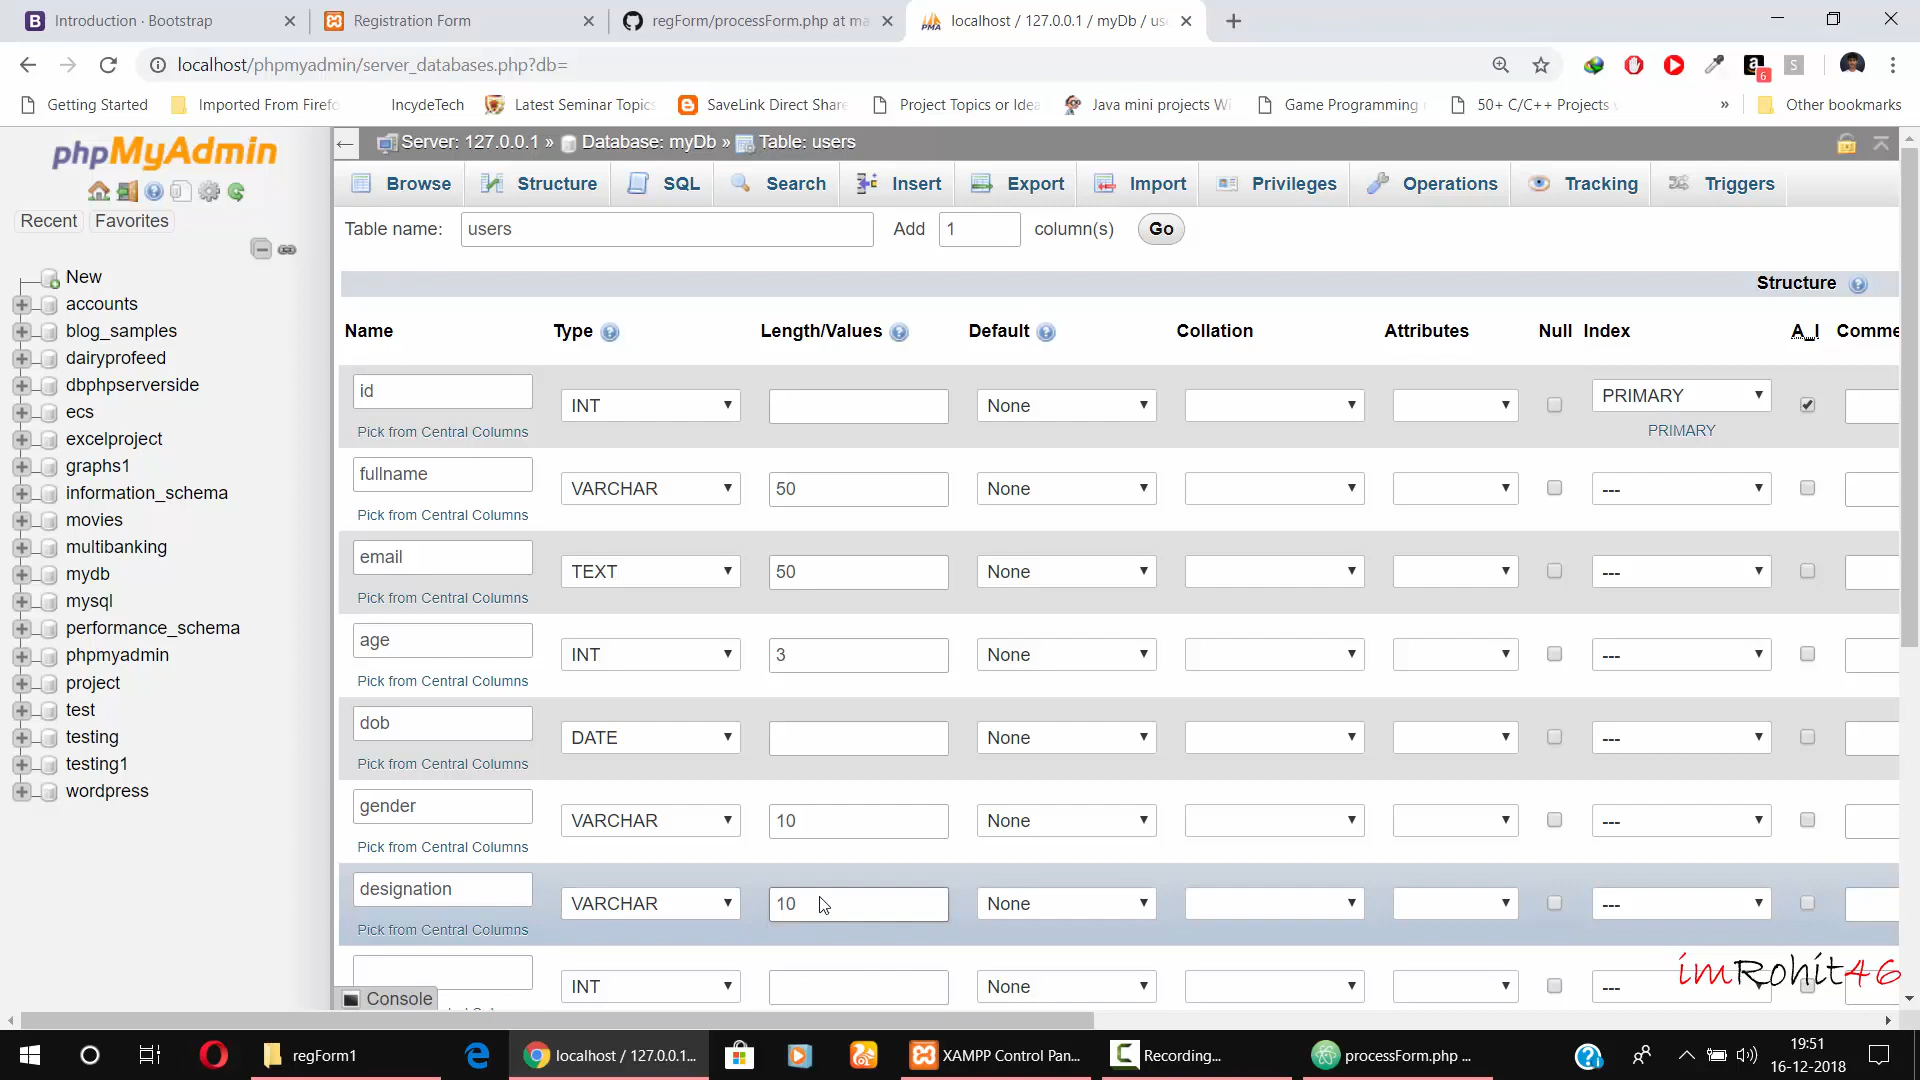 Introduction · Bootstrap
Registration Form
regForm/processForm.php at ma
localhost / 127.0.0.1 / myDb / us
localhost/phpmyadmin/server_databases.php?db=
6
S
Getting Started
Imported From Firefo
IncydeTech
Latest Seminar Topics
SaveLink Direct Share
Project Topics or Idea
Java mini projects Wi
Game Programming
50+ C/C++ Projects
»
Other bookmarks
phpMyAdmin
Recent
Favorites
New
accounts
blog_samples
dairyprofeed
dbphpserverside
ecs
excelproject
graphs1
information_schema
movies
multibanking
mydb
mysql
performance_schema
phpmyadmin
project
test
testing
testing1
wordpress
Server: 127.0.0.1 » Database: myDb » Table: users
Browse Structure SQL Search Insert Export Import Privileges Operations Tracking Triggers
Table name: users Add 1 column(s) Go
Structure
Name Type Length/Values Default Collation Attributes Null Index A_I Comme
id INT None PRIMARY
Pick from Central Columns PRIMARY
fullname VARCHAR 50 None ---
Pick from Central Columns
email TEXT 50 None ---
Pick from Central Columns
age INT 3 None ---
Pick from Central Columns
dob DATE None ---
Pick from Central Columns
gender VARCHAR 10 None ---
Pick from Central Columns
designation VARCHAR 10 None ---
Pick from Central Columns
INT None ---
imRohit46
Console
regForm1
localhost / 127.0.0.1...
XAMPP Control Pan...
Recording...
processForm.php ...
19:51
16-12-2018